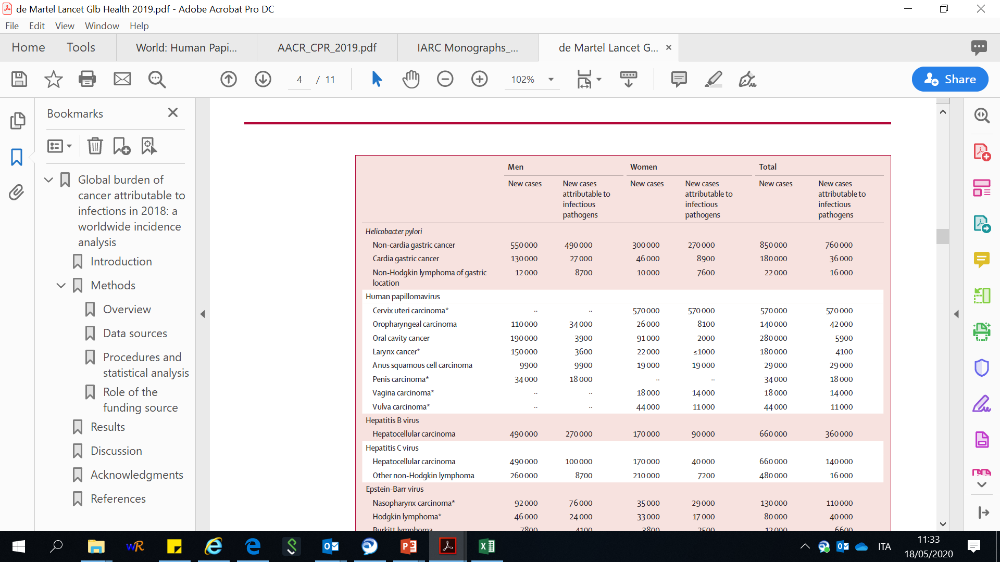 de Martel Lancet Glb Health 2019.pdf - Adobe Acrobat Pro DC
File Edit View Window Help
Home Tools World: Human Papi... AACR_CPR_2019.pdf IARC Monographs_... de Martel Lancet G... ×
4 / 11 102% Share
Bookmarks
Global burden of
cancer attributable to
infections in 2018: a
worldwide incidence
analysis
Introduction
Methods
Overview
Data sources
Procedures and
statistical analysis
Role of the
funding source
Results
Discussion
Acknowledgments
References
Men Women Total
New cases New cases attributable to infectious pathogens New cases New cases attributable to infectious pathogens New cases New cases attributable to infectious pathogens
Helicobacter pylori
Non-cardia gastric cancer 550 000 490 000 300 000 270 000 850 000 760 000
Cardia gastric cancer 130 000 27 000 46 000 8900 180 000 36 000
Non-Hodgkin lymphoma of gastric 12 000 8700 10 000 7600 22 000 16 000
location
Human papillomavirus
Cervix uteri carcinoma* ·· ·· 570 000 570 000 570 000 570 000
Oropharyngeal carcinoma 110 000 34 000 26 000 8100 140 000 42 000
Oral cavity cancer 190 000 3900 91 000 2000 280 000 5900
Larynx cancer* 150 000 3600 22 000 ≤1000 180 000 4100
Anus squamous cell carcinoma 9900 9900 19 000 19 000 29 000 29 000
Penis carcinoma* 34 000 18 000 ·· ·· 34 000 18 000
Vagina carcinoma* ·· ·· 18 000 14 000 18 000 14 000
Vulva carcinoma* ·· ·· 44 000 11 000 44 000 11 000
Hepatitis B virus
Hepatocellular carcinoma 490 000 270 000 170 000 90 000 660 000 360 000
Hepatitis C virus
Hepatocellular carcinoma 490 000 100 000 170 000 40 000 660 000 140 000
Other non-Hodgkin lymphoma 260 000 8700 210 000 7200 480 000 16 000
Epstein-Barr virus
Nasopharynx carcinoma* 92 000 76 000 35 000 29 000 130 000 110 000
Hodgkin lymphoma* 46 000 24 000 33 000 17 000 80 000 40 000
Burkitt lymphoma 7800 4100 3800 2500 12 000 6600
ITA
11:33
18/05/2020